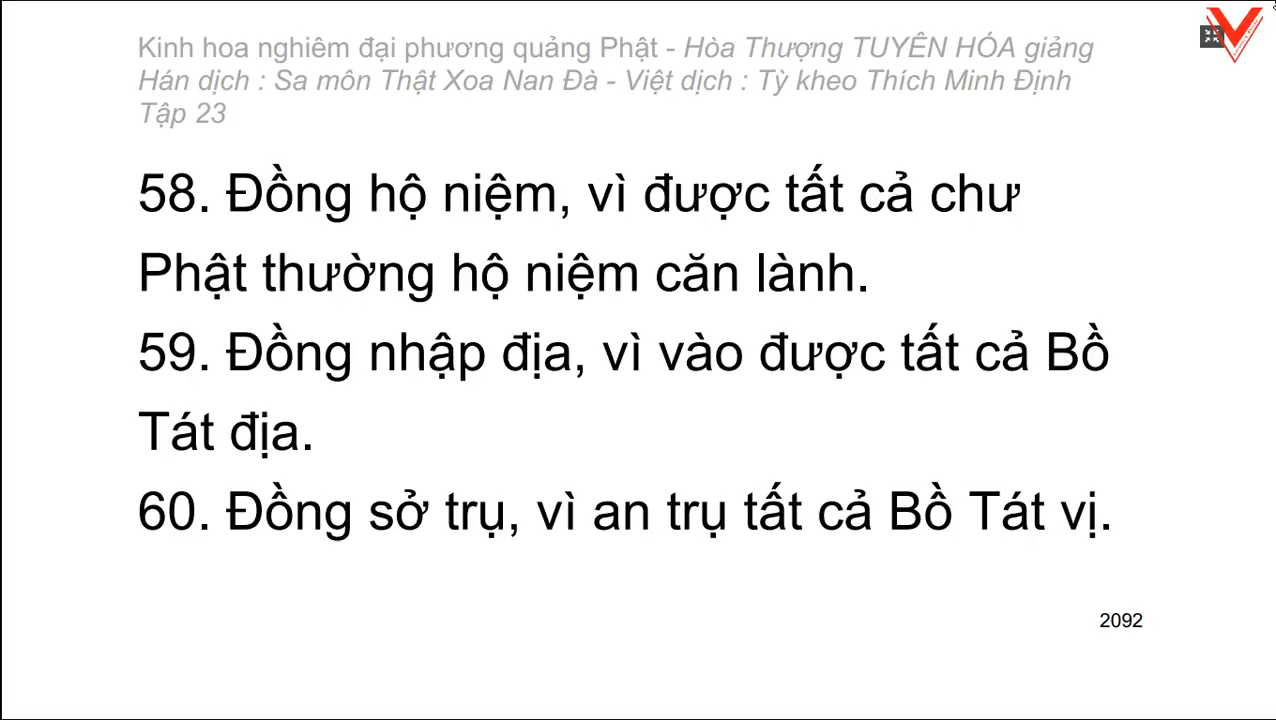 Kinh hoa nghiêm đại phương quảng Phật - Hòa Thượng TUYÊN HÓA giảng
Hán dịch : Sa môn Thật Xoa Nan Đà - Việt dịch : Tỳ kheo Thích Minh Định
Tập 23
58. Đồng hộ niệm, vì được tất cả chư
Phật thường hộ niệm căn lành.
59. Đồng nhập địa, vì vào được tất cả Bồ
Tát địa.
60. Đồng sở trụ, vì an trụ tất cả Bồ Tát vị.
2092